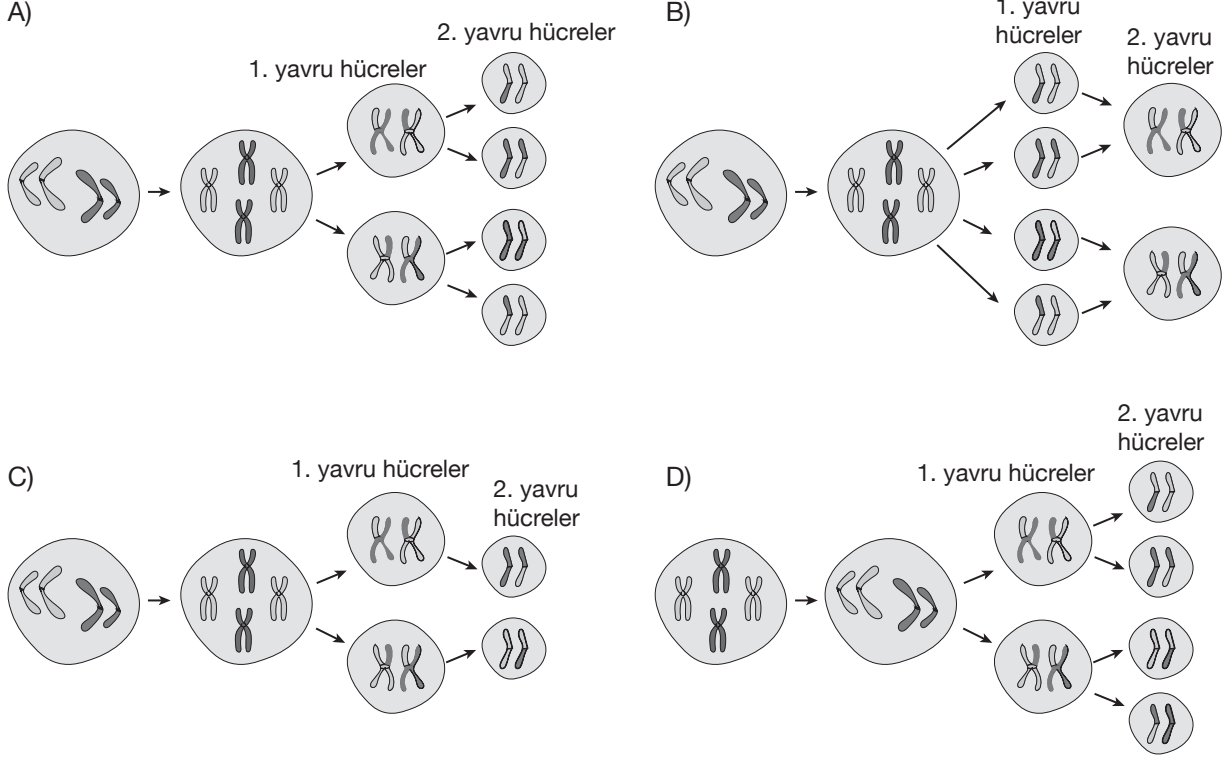 A)
2. yavru hücreler
1. yavru hücreler
B)
1. yavru
hücreler
2. yavru
hücreler
C)
1. yavru hücreler
2. yavru
hücreler
D)
1. yavru hücreler
2. yavru
hücreler